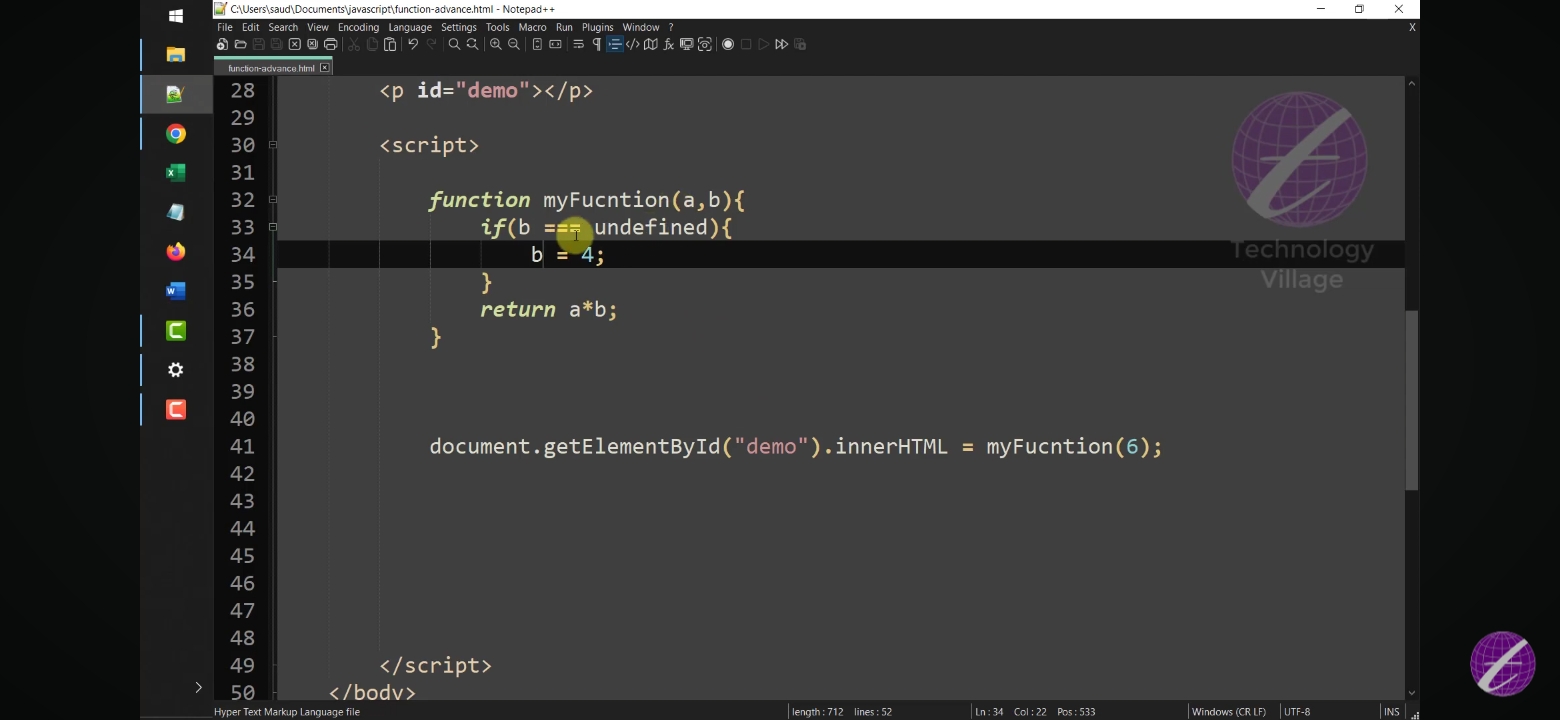 C:\Users\saud\Documents\javascript\function-advance.html - Notepad++
File Edit Search View Encoding Language Settings Tools Macro Run Plugins Window ? X
function-advance.html
28 <p id="demo"></p>
29
30 <script>
31
32 function myFucntion(a,b){
33 if(b === undefined){
34 b = 4;
35 }
36 return a*b;
37 }
38
39
40
41 document.getElementById("demo").innerHTML = myFucntion(6);
42
43
44
45
46
47
48
49 </script>
50 </body>
Technology
Village
Hyper Text Markup Language file length : 712 lines : 52 Ln : 34 Col : 22 Pos : 533 Windows (CR LF) UTF-8 INS